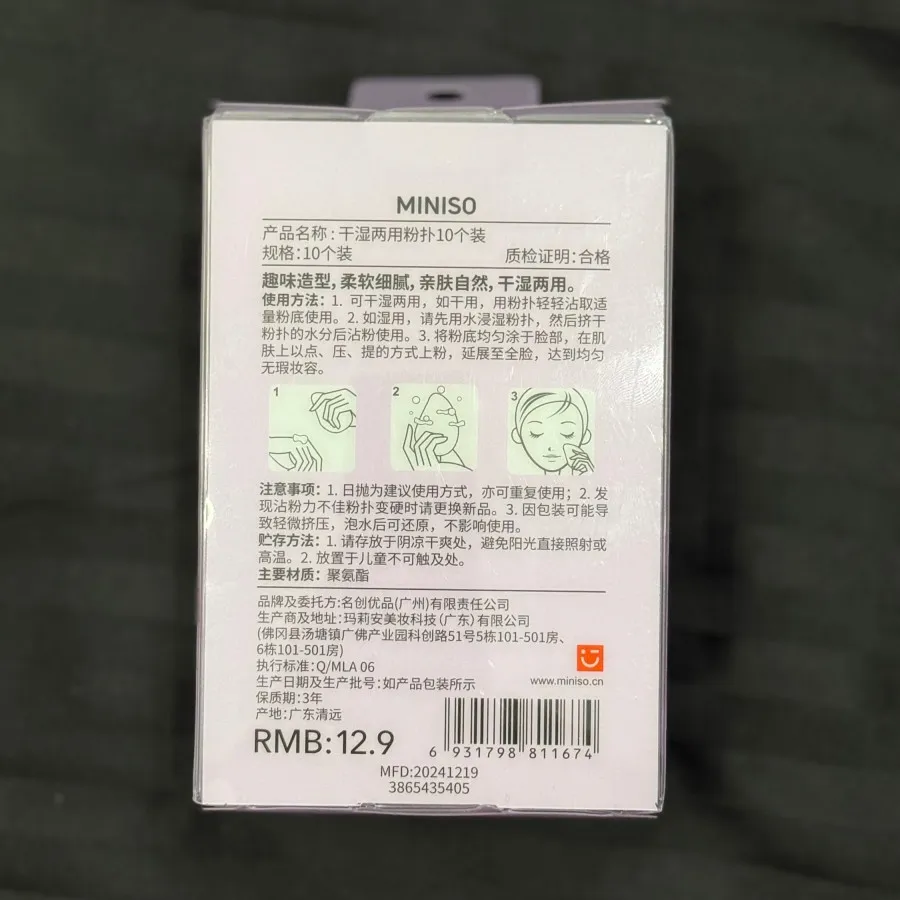 MINISO
产品名称:干湿两用粉扑10个装
规格:10个装 质检证明:合格
趣味造型,柔软细腻,亲肤自然,干湿两用。
使用方法:1. 可干湿两用,如干用,用粉扑轻轻沾取适
量粉底使用。2. 如湿用,请先用水浸湿粉扑,然后挤干
粉扑的水分后沾粉使用。3. 将粉底均匀涂于脸部,在肌
肤上以点、压、提的方式上粉,延展至全脸,达到均匀
无瑕妆容。
1 2 3
注意事项:1. 日抛为建议使用方式,亦可重复使用;2. 发
现沾粉力不佳粉扑变硬时请更换新品。3. 因包装可能导
致轻微挤压,泡水后可还原,不影响使用。
贮存方法:1. 请存放于阴凉干爽处,避免阳光直接照射或
高温。2. 放置于儿童不可触及处。
主要材质:聚氨酯
品牌及委托方:名创优品(广州)有限责任公司
生产商及地址:玛莉安美妆科技(广东)有限公司
(佛冈县汤塘镇广佛产业园科创路51号5栋101-501房、
6栋101-501房)
执行标准:Q/MLA 06
生产日期及生产批号:如产品包装所示
保质期:3年
产地:广东清远
www.miniso.cn
RMB:12.9
6 931798 811674
MFD:20241219
3865435405